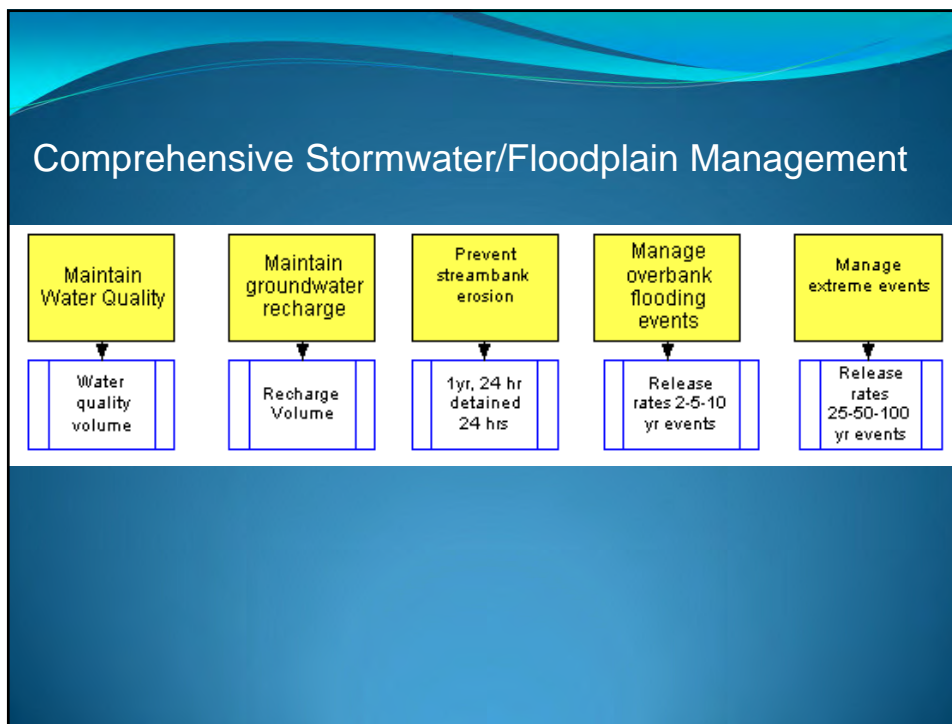 Comprehensive Stormwater/Floodplain Management
Maintain
Water Quality
Water
quality
volume
Maintain
groundwater
recharge
Recharge
Volume
Prevent
streambank
erosion
1yr, 24 hr
detained
24 hrs
Manage
overbank
flooding
events
Release
rates 2-5-10
yr events
Manage
extreme events
Release
rates
25-50-100
yr events